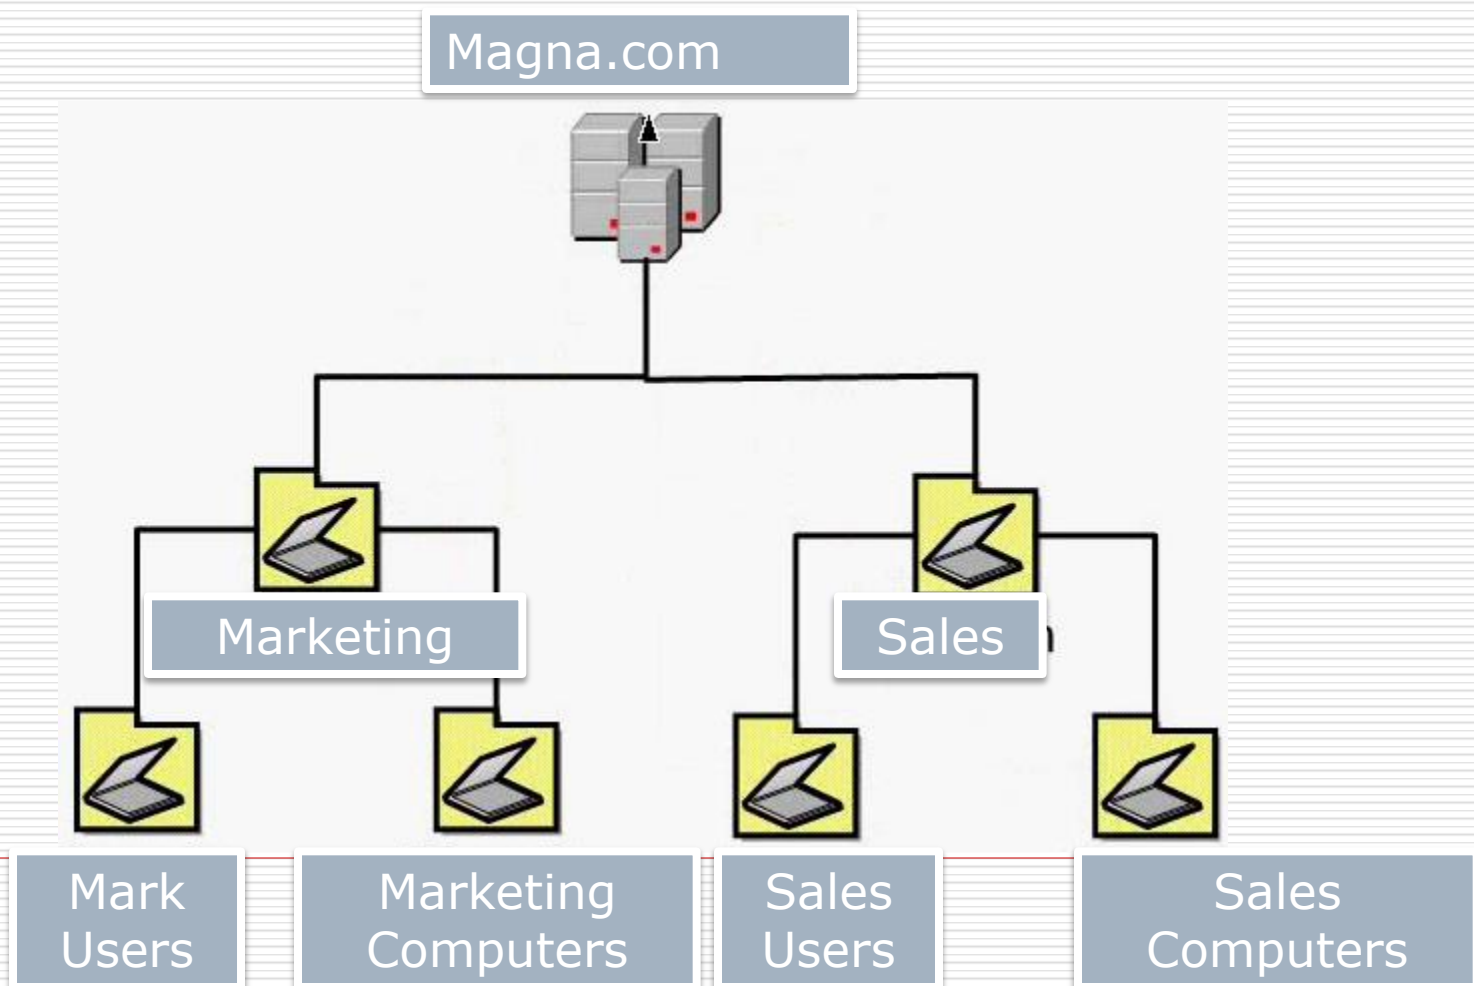 Magna.com
Marketing
Sales
Mark
Users
Marketing
Computers
Sales
Users
Sales
Computers